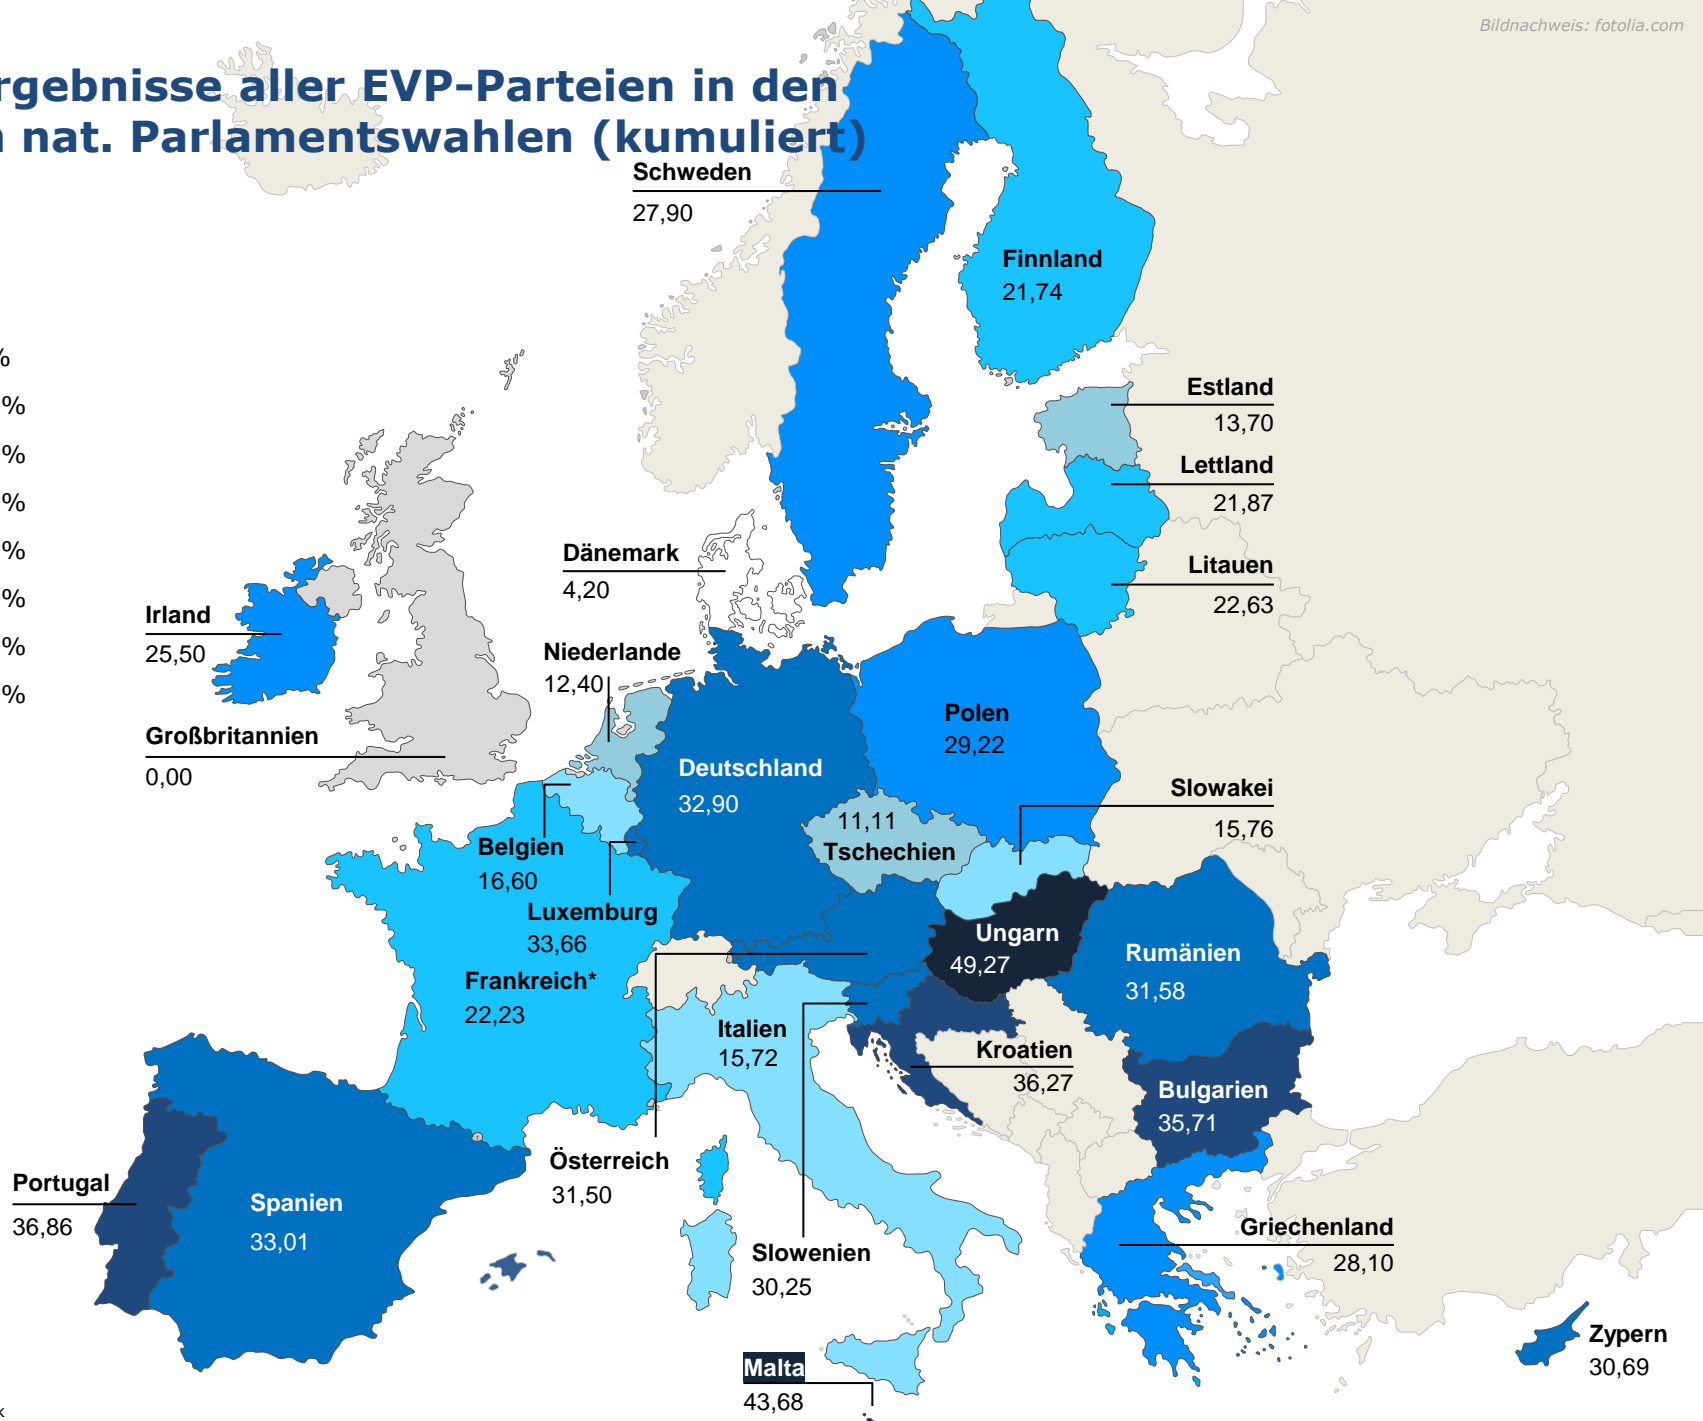 Bildnachweis: fotolia.com
rgebnisse aller EVP-Parteien in den
nat. Parlamentswahlen (kumuliert)
Schweden
27,90
Finnland
21,74
%
%
%
%
%
%
%
%
Estland
13,70
Lettland
21,87
Litauen
22,63
Dänemark
4,20
Irland
25,50
Niederlande
12,40
Großbritannien
0,00
Polen
29,22
Deutschland
32,90
Slowakei
15,76
11,11
Tschechien
Belgien
16,60
Luxemburg
33,66
Ungarn
49,27
Rumänien
31,58
Frankreich*
22,23
Italien
15,72
Kroatien
36,27
Bulgarien
35,71
Österreich
31,50
Portugal
36,86
Spanien
33,01
Slowenien
30,25
Griechenland
28,10
Zypern
30,69
Malta
43,68